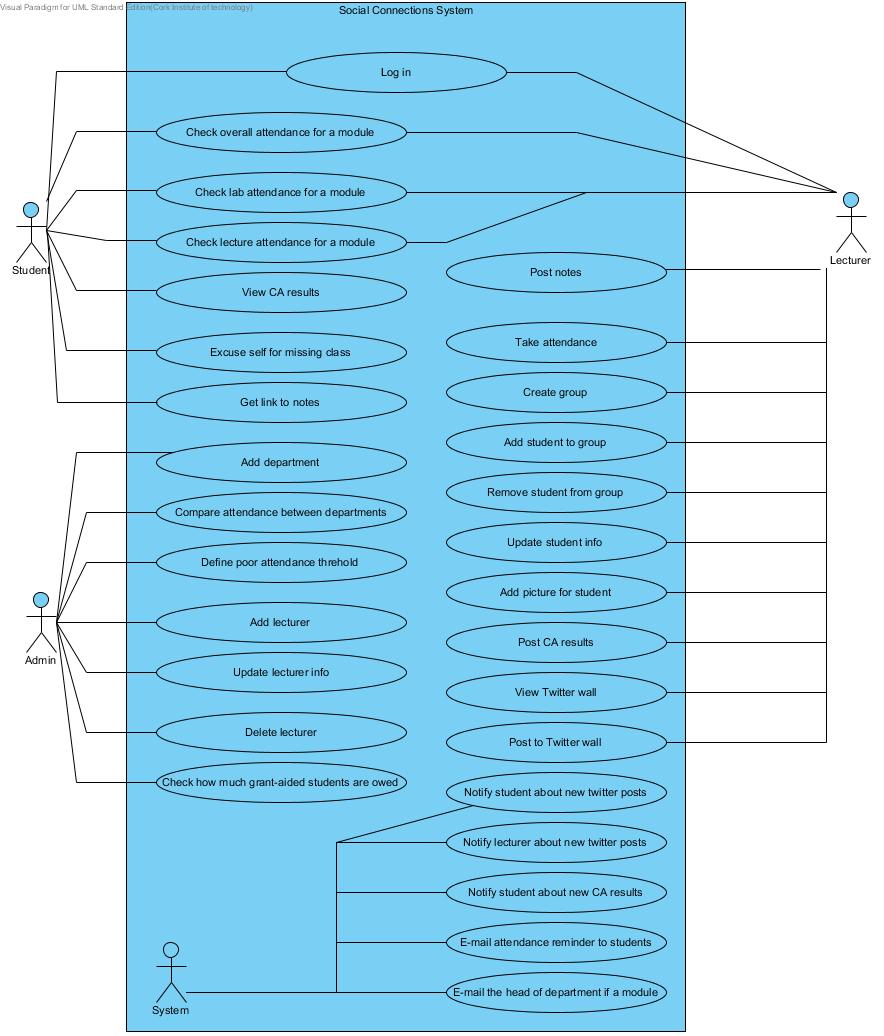 Visual Paradigm for UML Standard Edition(Cork Institute of technology)
Social Connections System
Log in
Check overall attendance for a module
Check lab attendance for a module
Check lecture attendance for a module
Student
Lecturer
View CA results
Post notes
Excuse self for missing class
Take attendance
Get link to notes
Create group
Add department
Add student to group
Compare attendance between departments
Remove student from group
Define poor attendance threhold
Update student info
Add lecturer
Add picture for student
Admin
Update lecturer info
Post CA results
View Twitter wall
Delete lecturer
Post to Twitter wall
Check how much grant-aided students are owed
Notify student about new twitter posts
Notify lecturer about new twitter posts
Notify student about new CA results
E-mail attendance reminder to students
E-mail the head of department if a module
System